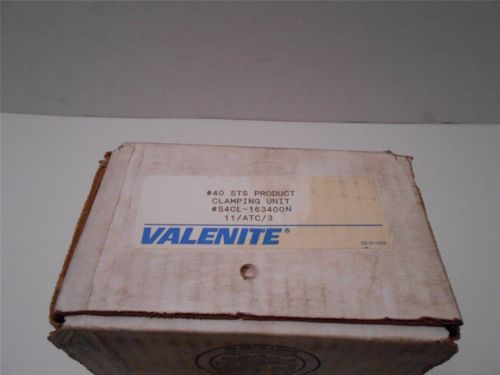 #40 STS PRODUCT
CLAMPING UNIT
#S4CL-163400N
11/ATC/3
VALENITE®